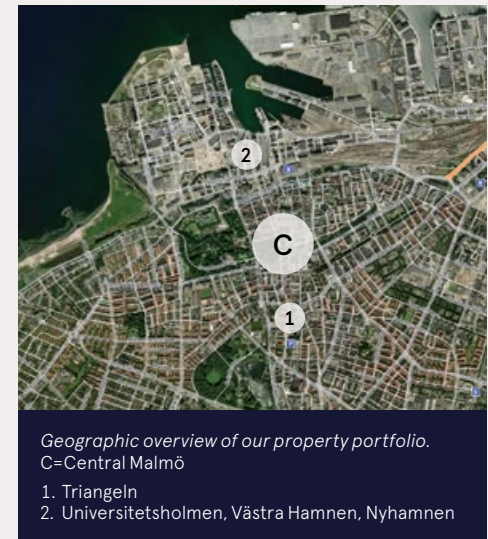 2
C
1
Geographic overview of our property portfolio.
C=Central Malmö
1. Triangeln
2. Universitetsholmen, Västra Hamnen, Nyhamnen